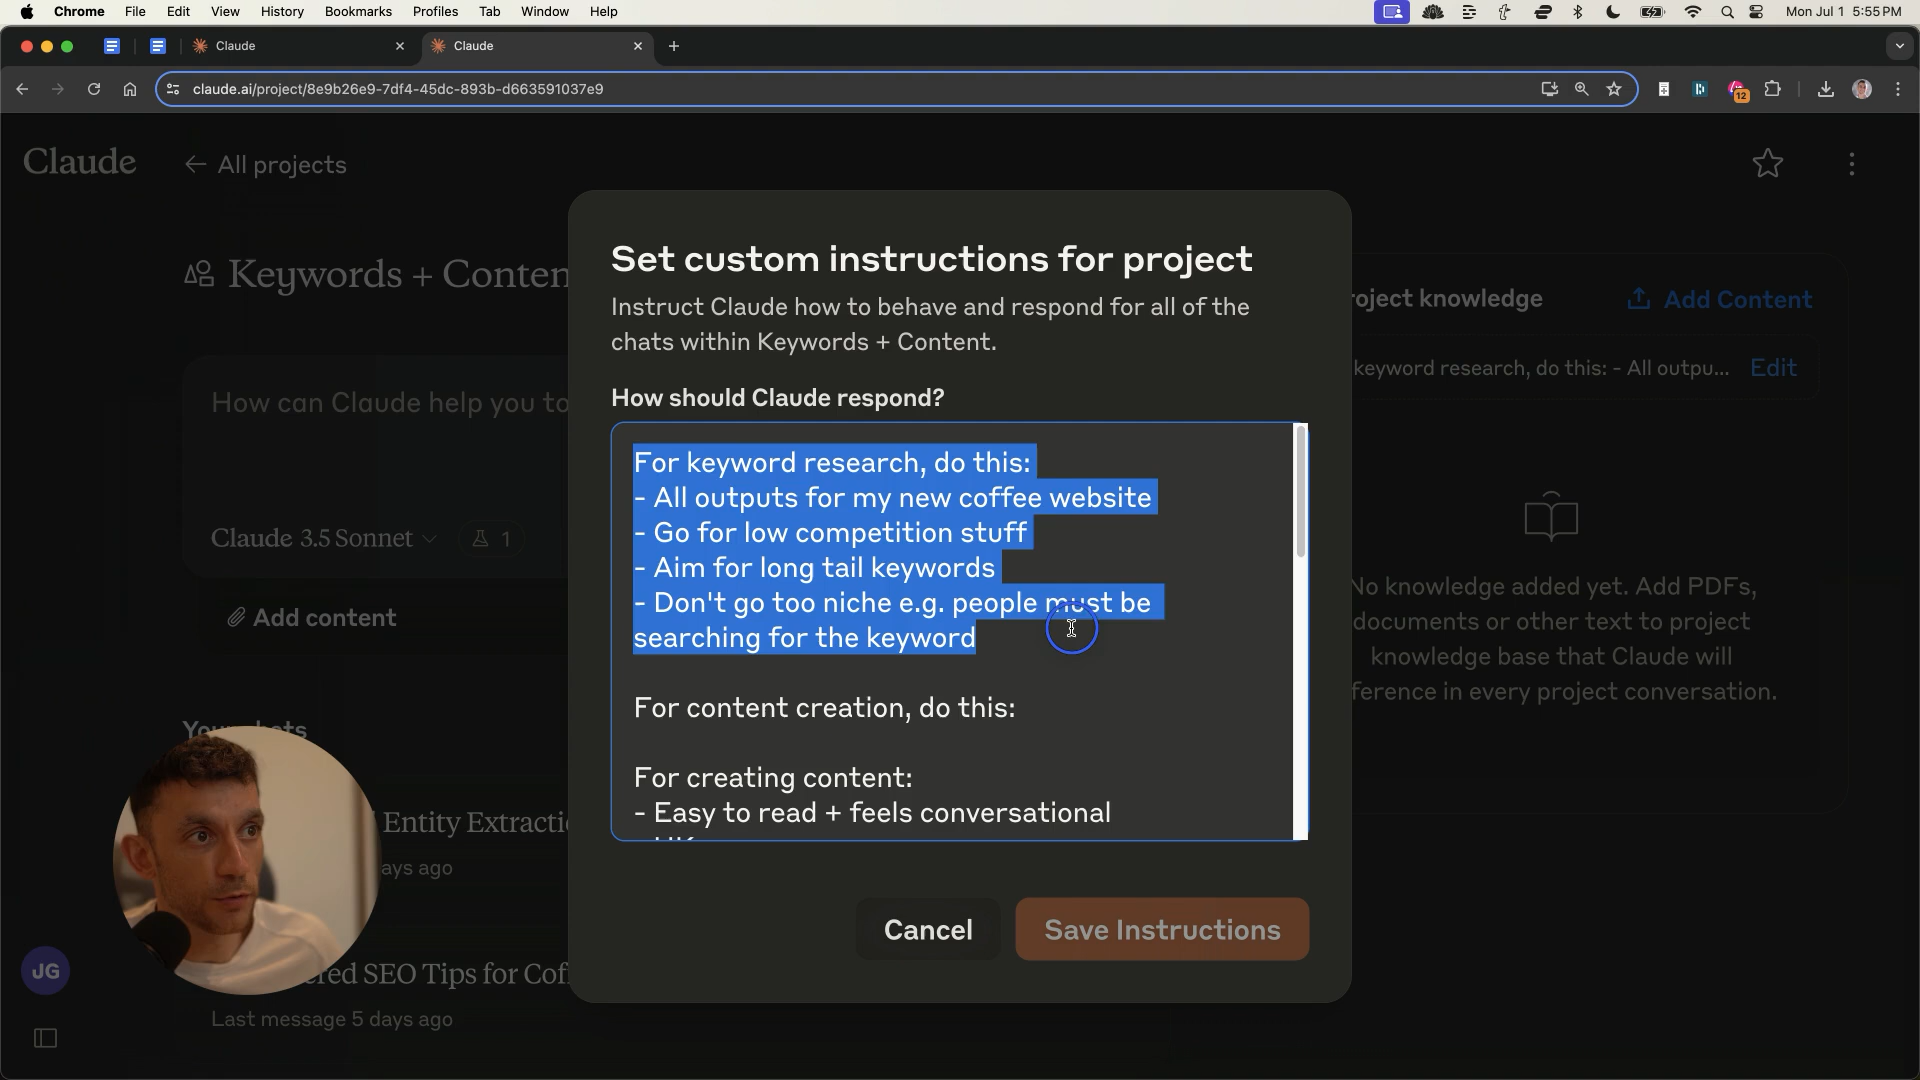 Chrome File Edit View History Bookmarks Profiles Tab Window Help
Mon Jul 1 5:55 PM
Claude
Claude
claude.ai/project/8e9b26e9-7df4-45dc-893b-d663591037e9
12
Claude
← All projects
Keywords + Conten
How can Claude help you to
Claude 3.5 Sonnet
1
Add content
Your chats
Entity Extracti
ays ago
red SEO Tips for Cof
Last message 5 days ago
JG
Set custom instructions for project
Instruct Claude how to behave and respond for all of the
chats within Keywords + Content.
How should Claude respond?
For keyword research, do this:
- All outputs for my new coffee website
- Go for low competition stuff
- Aim for long tail keywords
- Don't go too niche e.g. people must be
searching for the keyword
For content creation, do this:
For creating content:
- Easy to read + feels conversational
Cancel
Save Instructions
roject knowledge
Add Content
keyword research, do this: - All outpu...
Edit
No knowledge added yet. Add PDFs,
documents or other text to project
knowledge base that Claude will
ference in every project conversation.